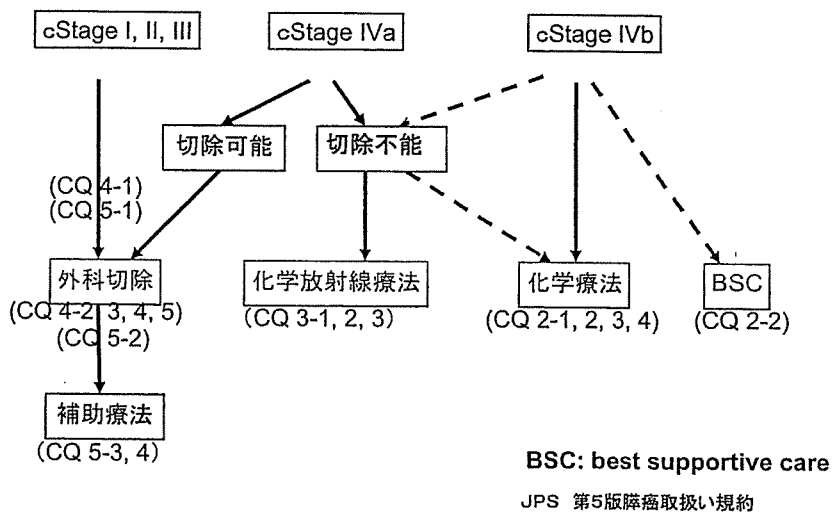 cStage I, II, III
cStage IVa
cStage IVb
切除可能
切除不能
(CQ 4-1)
(CQ 5-1)
外科切除
(CQ 4-2, 3, 4, 5)
(CQ 5-2)
化学放射線療法
(CQ 3-1, 2, 3)
化学療法
(CQ 2-1, 2, 3, 4)
BSC
(CQ 2-2)
補助療法
(CQ 5-3, 4)
BSC: best supportive care
JPS 第5版膵癌取扱い規約